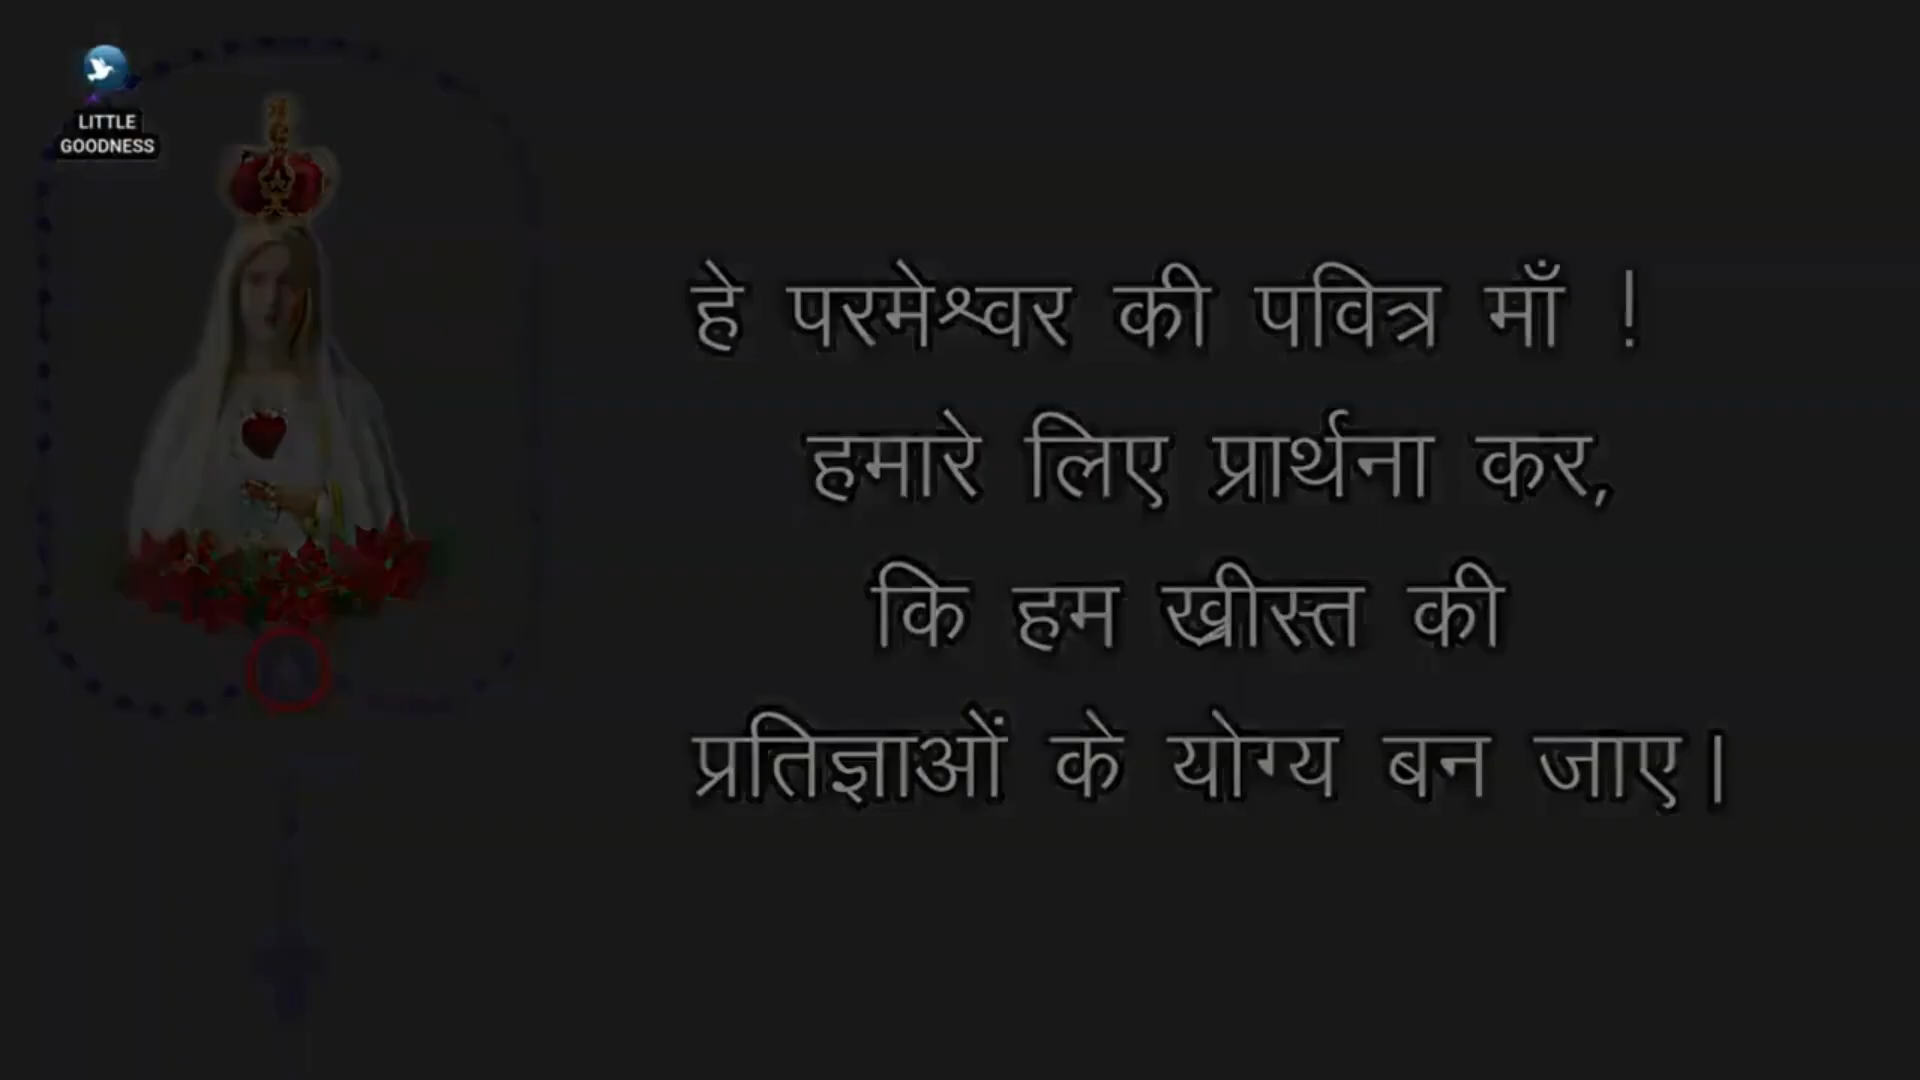 LITTLE
GOODNESS
हे परमेश्वर की पवित्र माँ !
हमारे लिए प्रार्थना कर,
कि हम ख्रीस्त की
प्रतिज्ञाओं के योग्य बन जाए।